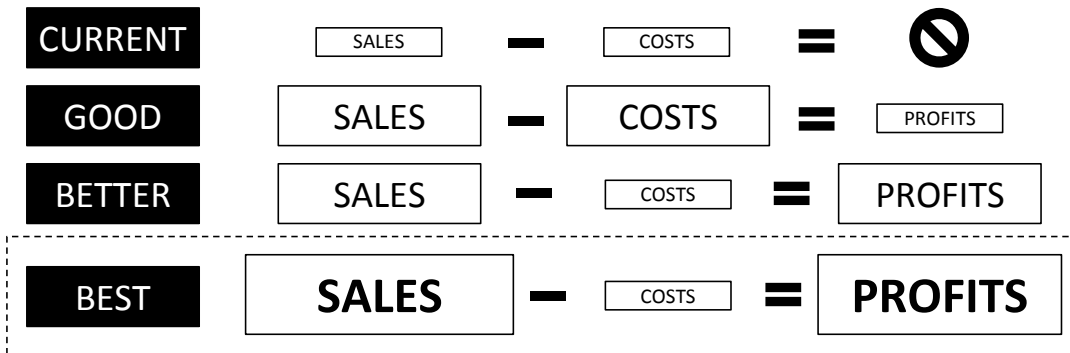 CURRENT SALES - COSTS =
GOOD SALES - COSTS = PROFITS
BETTER SALES - COSTS = PROFITS
BEST SALES - COSTS = PROFITS